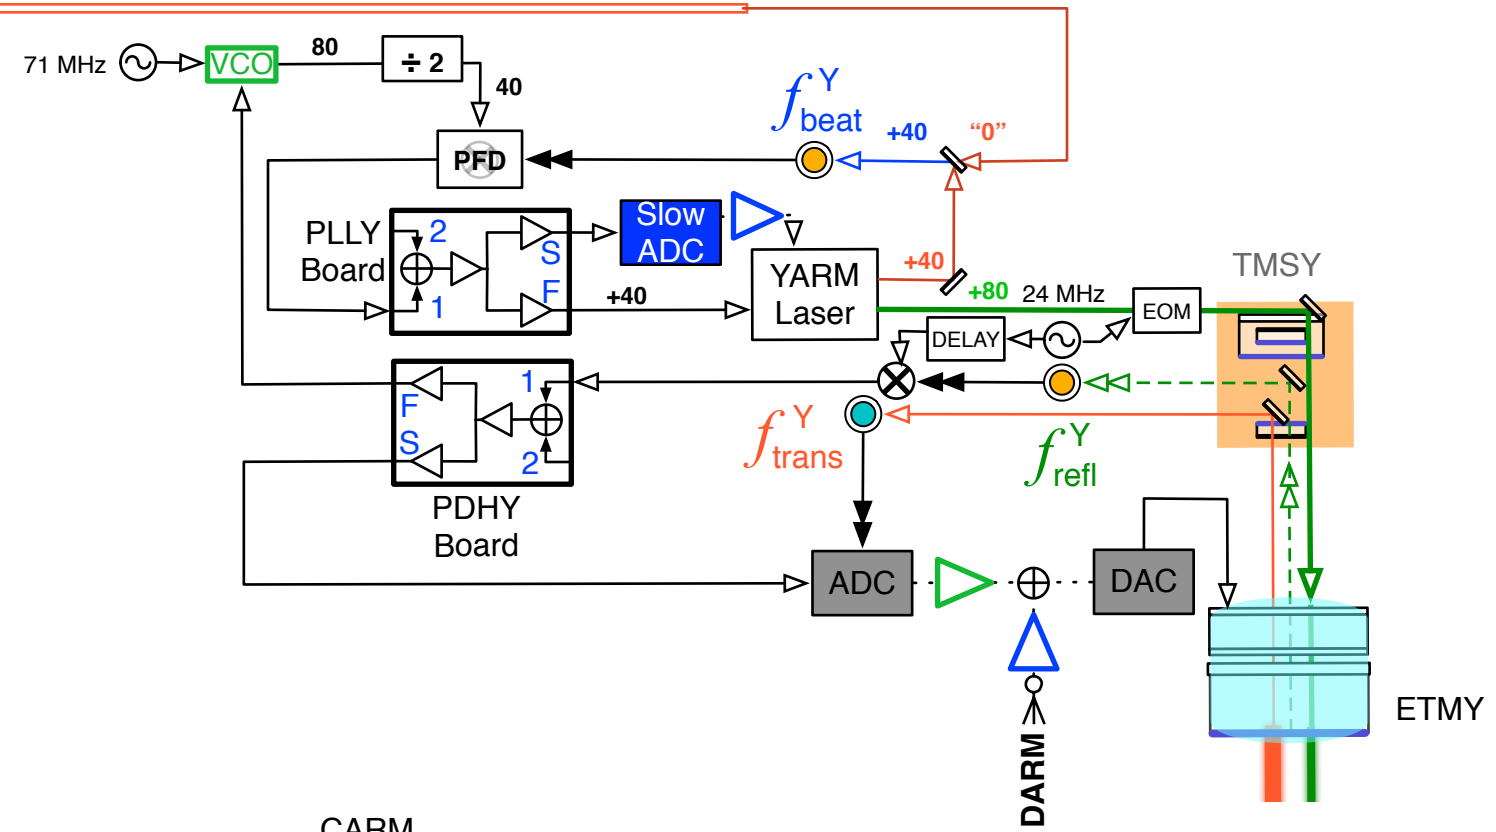 71 MHz
VCO
80
÷ 2
40
f Y beat
+40
“0”
PFD
PLLY
Board
2
1
S
F
Slow
ADC
+40
YARM
Laser
+40
+80
24 MHz
EOM
TMSY
DELAY
1
2
F
S
PDHY
Board
f Y trans
f Y refl
ADC
DAC
DARM
ETMY
CARM